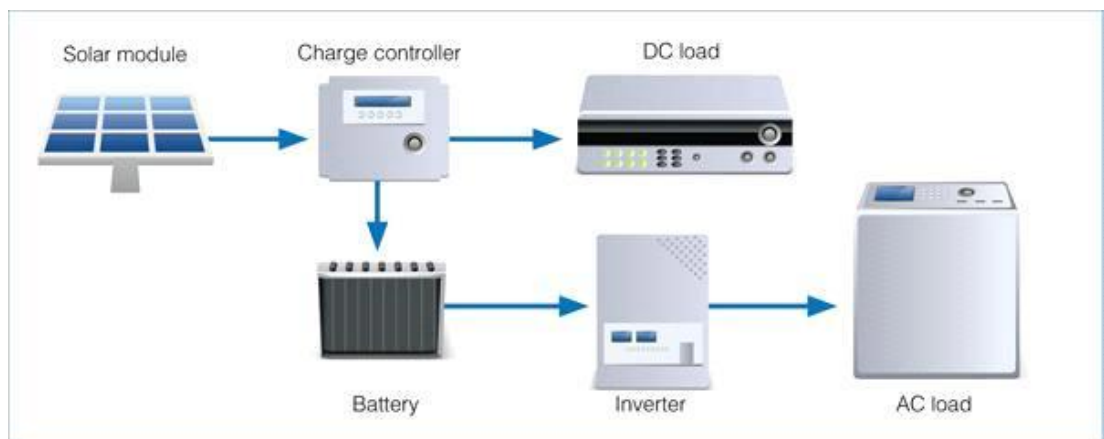 Solar module
Charge controller
DC load
Battery
Inverter
AC load